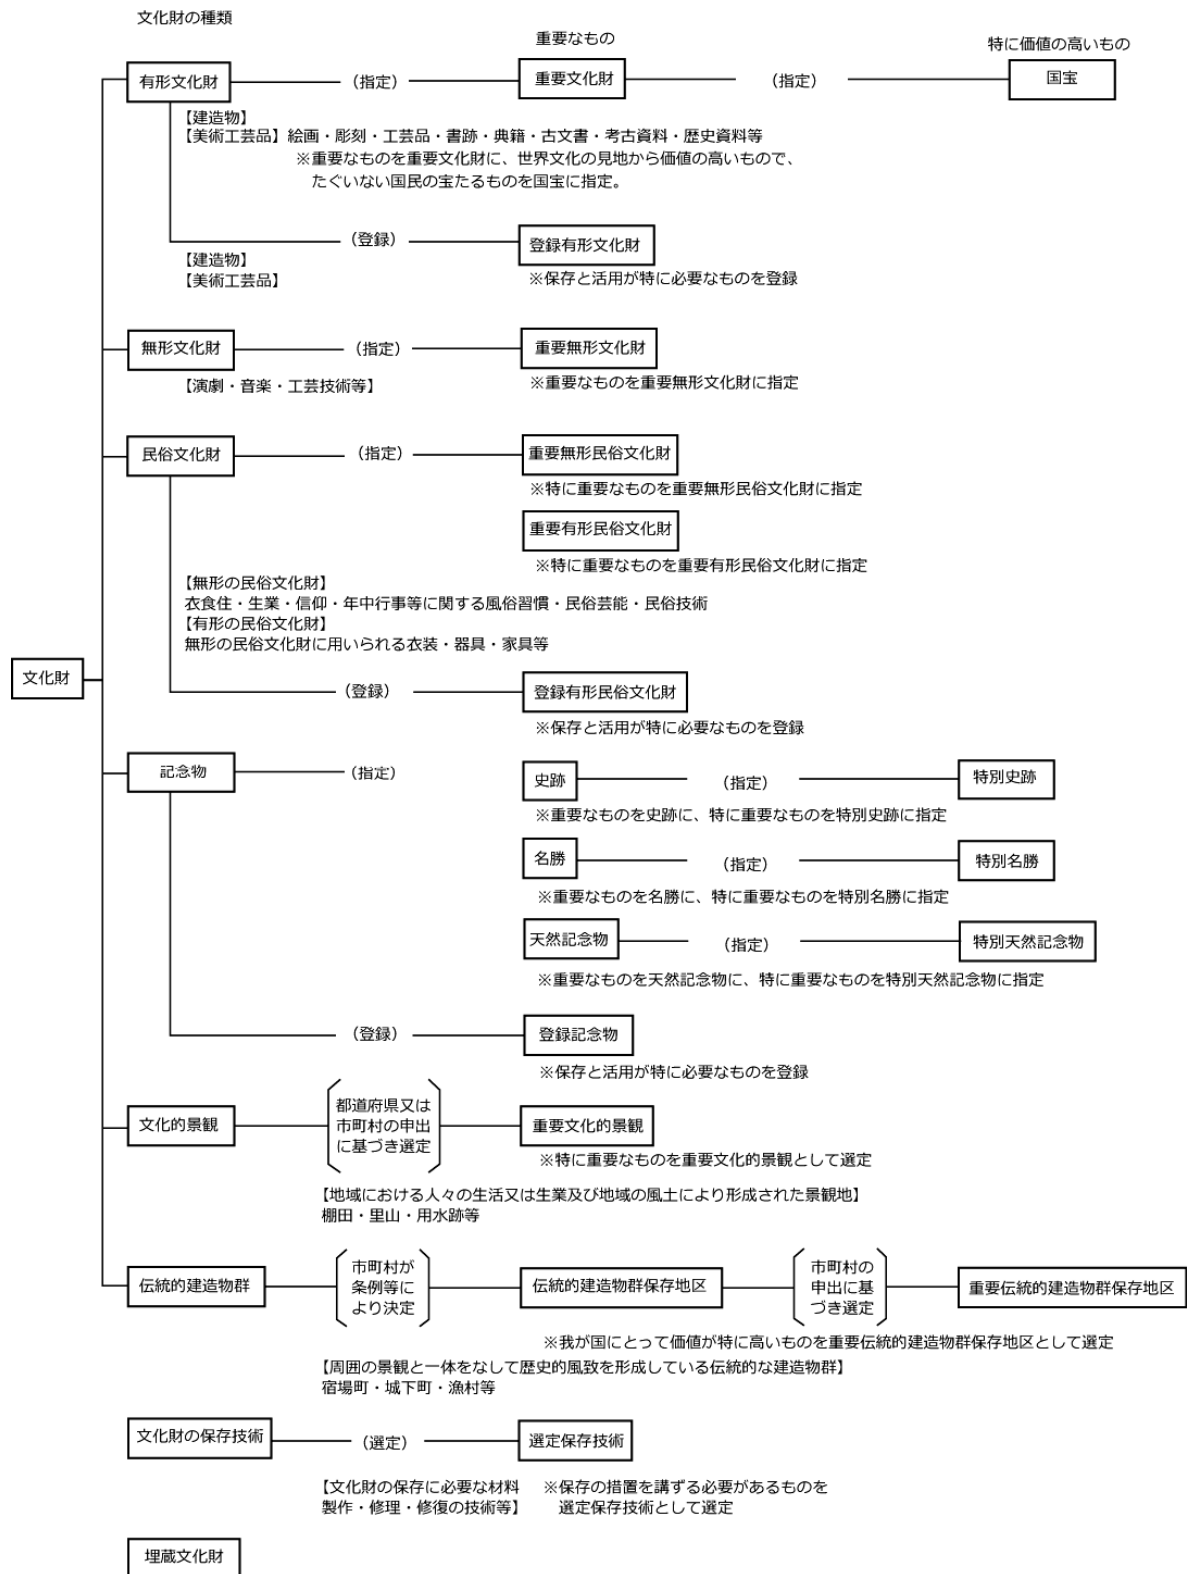 文化財の種類
重要なもの
特に価値の高いもの
有形文化財
(指定)
重要文化財
(指定)
国宝
【建造物】
【美術工芸品】絵画・彫刻・工芸品・書跡・典籍・古文書・考古資料・歴史資料等
※重要なものを重要文化財に、世界文化の見地から価値の高いもので、
たぐいない国民の宝たるものを国宝に指定。
(登録)
登録有形文化財
【建造物】
【美術工芸品】
※保存と活用が特に必要なものを登録
無形文化財
(指定)
重要無形文化財
【演劇・音楽・工芸技術等】
※重要なものを重要無形文化財に指定
民俗文化財
(指定)
重要無形民俗文化財
※特に重要なものを重要無形民俗文化財に指定
重要有形民俗文化財
※特に重要なものを重要有形民俗文化財に指定
【無形の民俗文化財】
衣食住・生業・信仰・年中行事等に関する風俗習慣・民俗芸能・民俗技術
【有形の民俗文化財】
無形の民俗文化財に用いられる衣装・器具・家具等
文化財
(登録)
登録有形民俗文化財
※保存と活用が特に必要なものを登録
記念物
(指定)
史跡
(指定)
特別史跡
※重要なものを史跡に、特に重要なものを特別史跡に指定
名勝
(指定)
特別名勝
※重要なものを名勝に、特に重要なものを特別名勝に指定
天然記念物
(指定)
特別天然記念物
※重要なものを天然記念物に、特に重要なものを特別天然記念物に指定
(登録)
登録記念物
※保存と活用が特に必要なものを登録
文化的景観
都道府県又は
市町村の申出
に基づき選定
重要文化的景観
※特に重要なものを重要文化的景観として選定
【地域における人々の生活又は生業及び地域の風土により形成された景観地】
棚田・里山・用水跡等
伝統的建造物群
市町村が
条例等に
より決定
伝統的建造物群保存地区
市町村の
申出に基
づき選定
重要伝統的建造物群保存地区
※我が国にとって価値が特に高いものを重要伝統的建造物群保存地区として選定
【周囲の景観と一体をなして歴史的風致を形成している伝統的な建造物群】
宿場町・城下町・漁村等
文化財の保存技術
(選定)
選定保存技術
【文化財の保存に必要な材料
製作・修理・修復の技術等】
※保存の措置を講ずる必要があるものを
選定保存技術として選定
埋蔵文化財